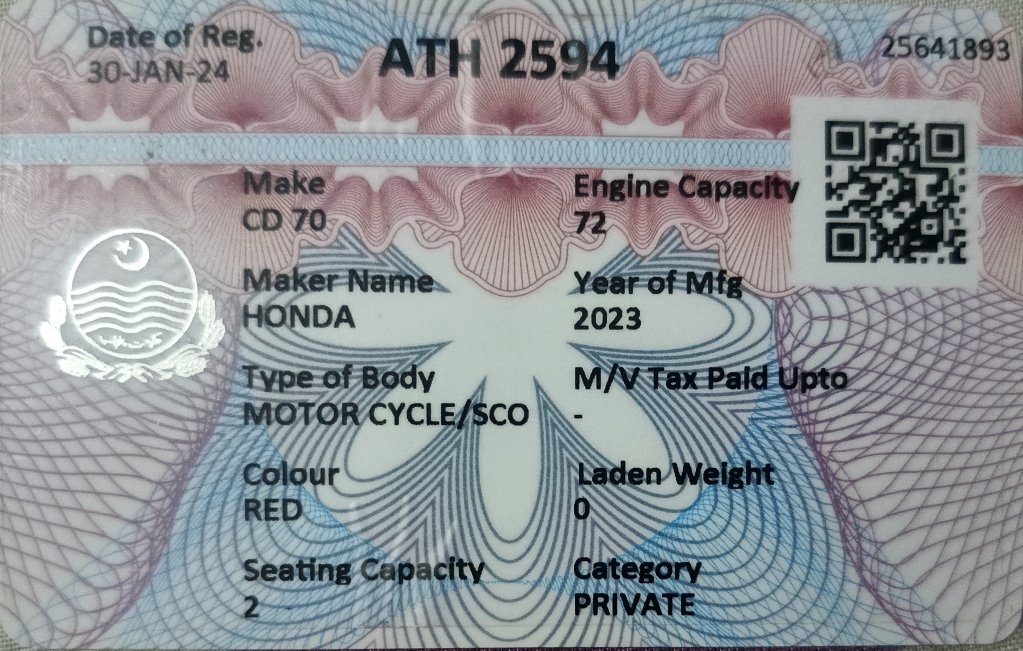 Date of Reg.
30-JAN-24
ATH 2594
25641893
Make
CD 70
Engine Capacity
72
Maker Name
HONDA
Year of Mfg
2023
Type of Body
MOTOR CYCLE/SCO
M/V Tax Paid Upto
-
Colour
RED
Laden Weight
0
Seating Capacity
2
Category
PRIVATE